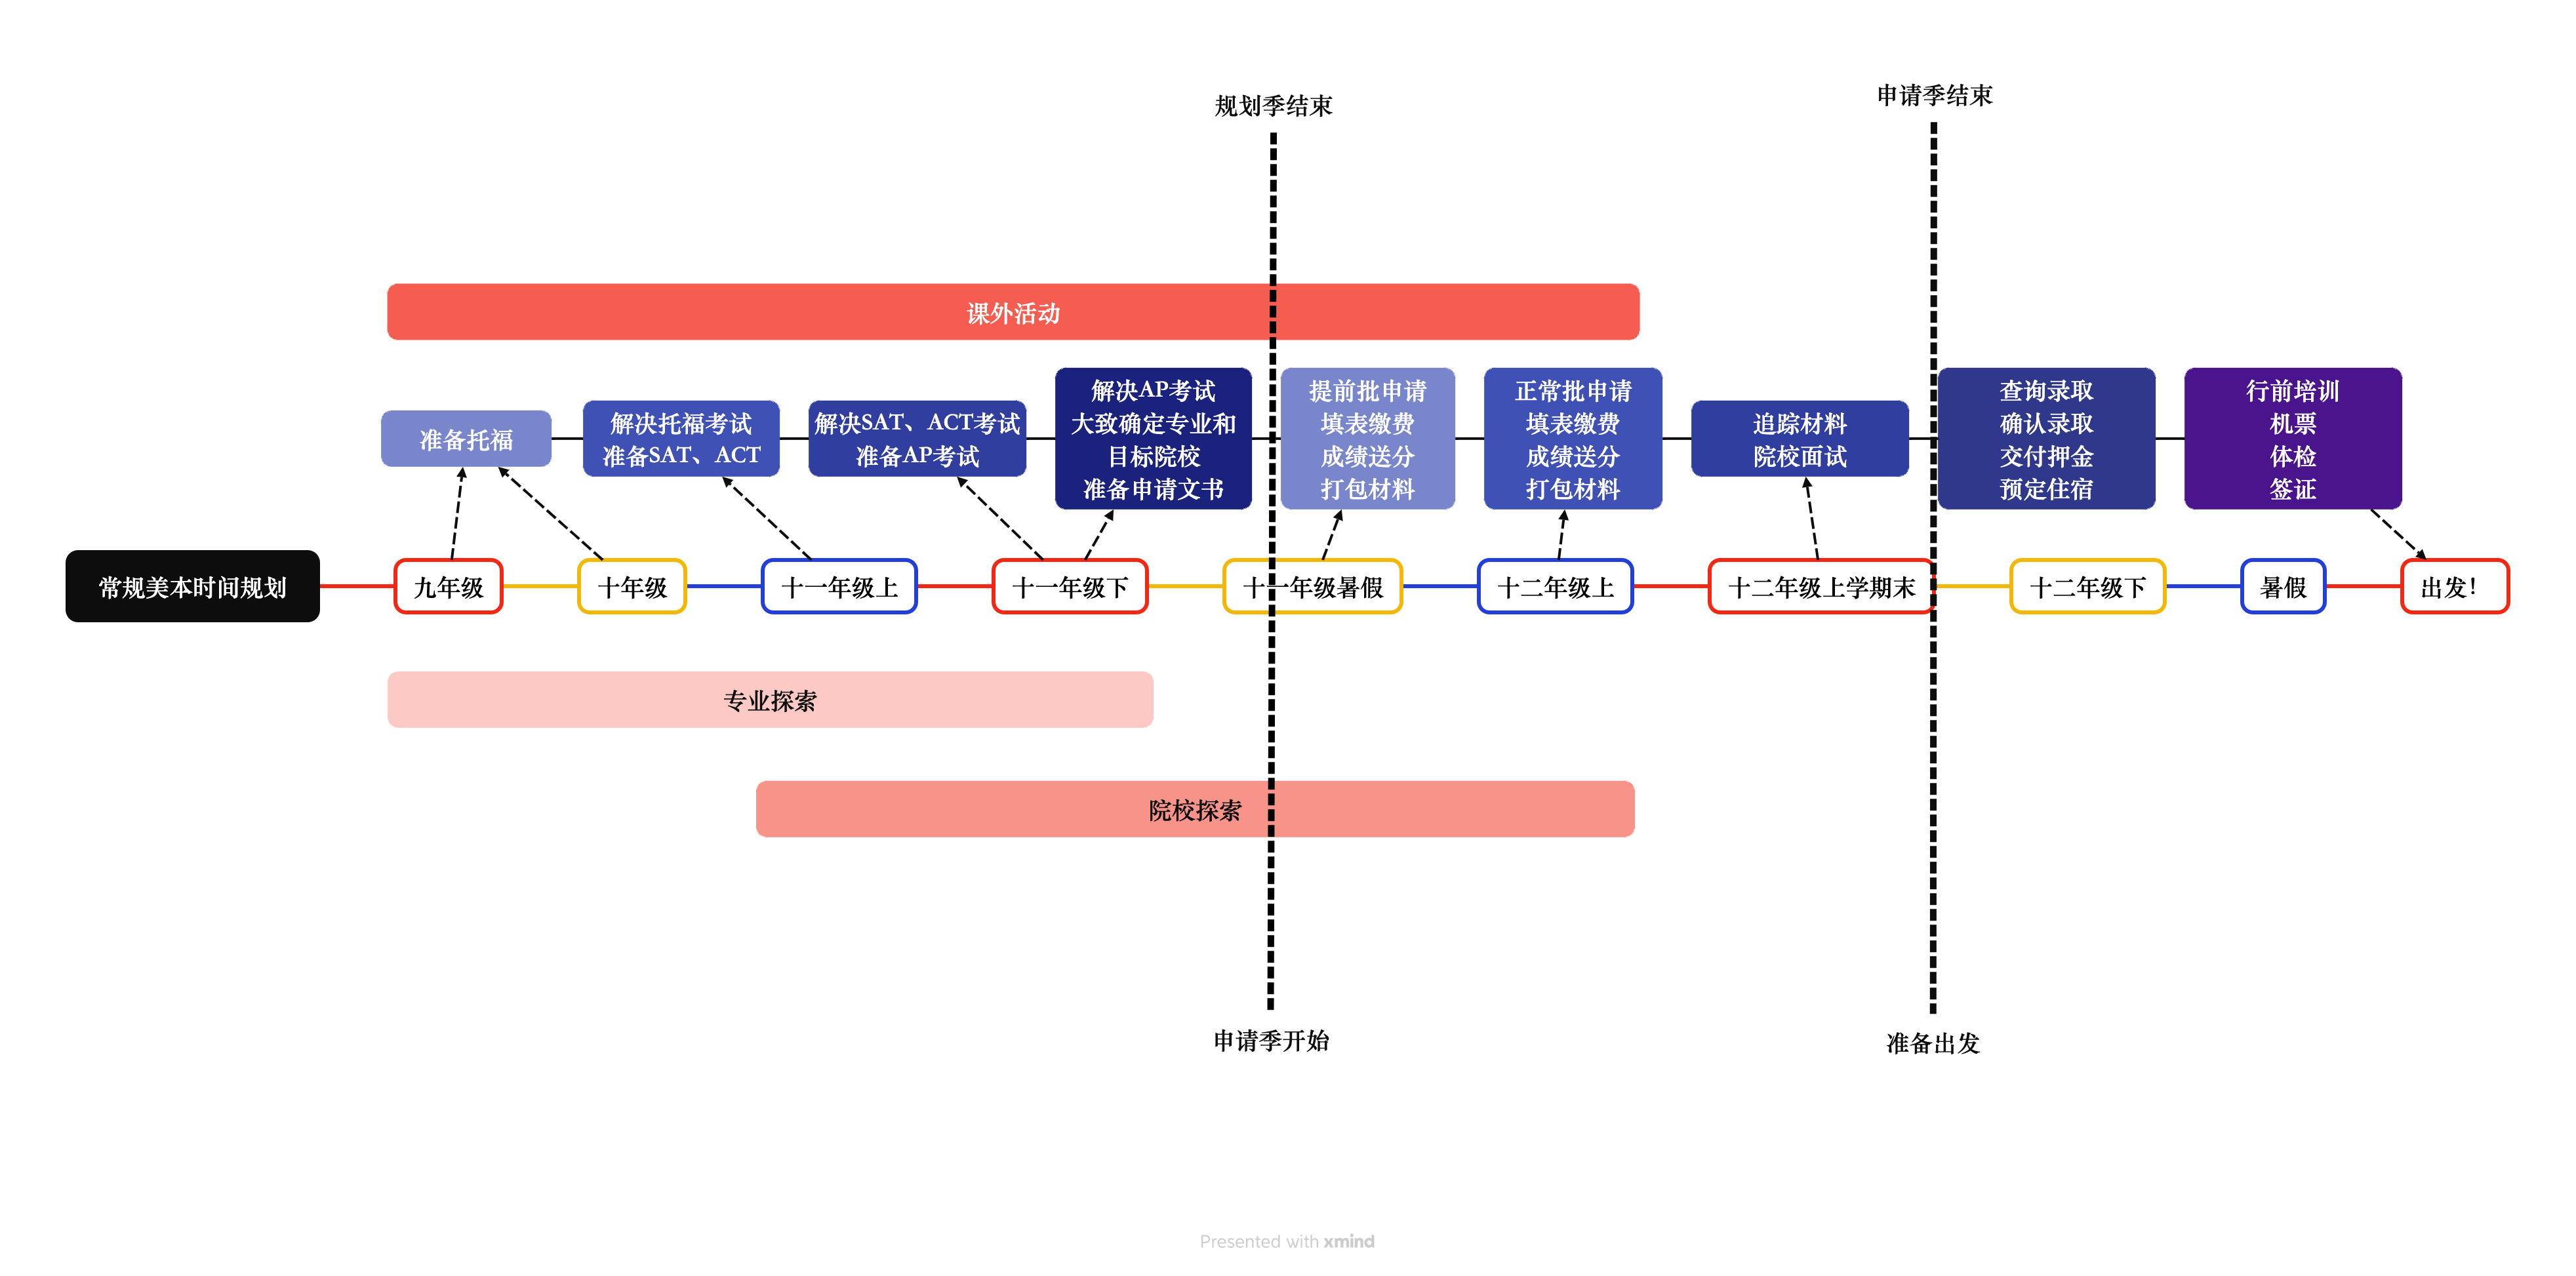 规划季结束
申请季结束
课外活动
准备托福
解决托福考试
准备SAT、ACT
解决SAT、ACT考试
准备AP考试
解决AP考试
大致确定专业和
目标院校
准备申请文书
提前批申请
填表缴费
成绩送分
打包材料
正常批申请
填表缴费
成绩送分
打包材料
追踪材料
院校面试
查询录取
确认录取
交付押金
预定住宿
行前培训
机票
体检
签证
常规美本时间规划
九年级
十年级
十一年级上
十一年级下
十一年级暑假
十二年级上
十二年级上学期末
十二年级下
暑假
出发！
专业探索
院校探索
申请季开始
准备出发
Presented with xmind